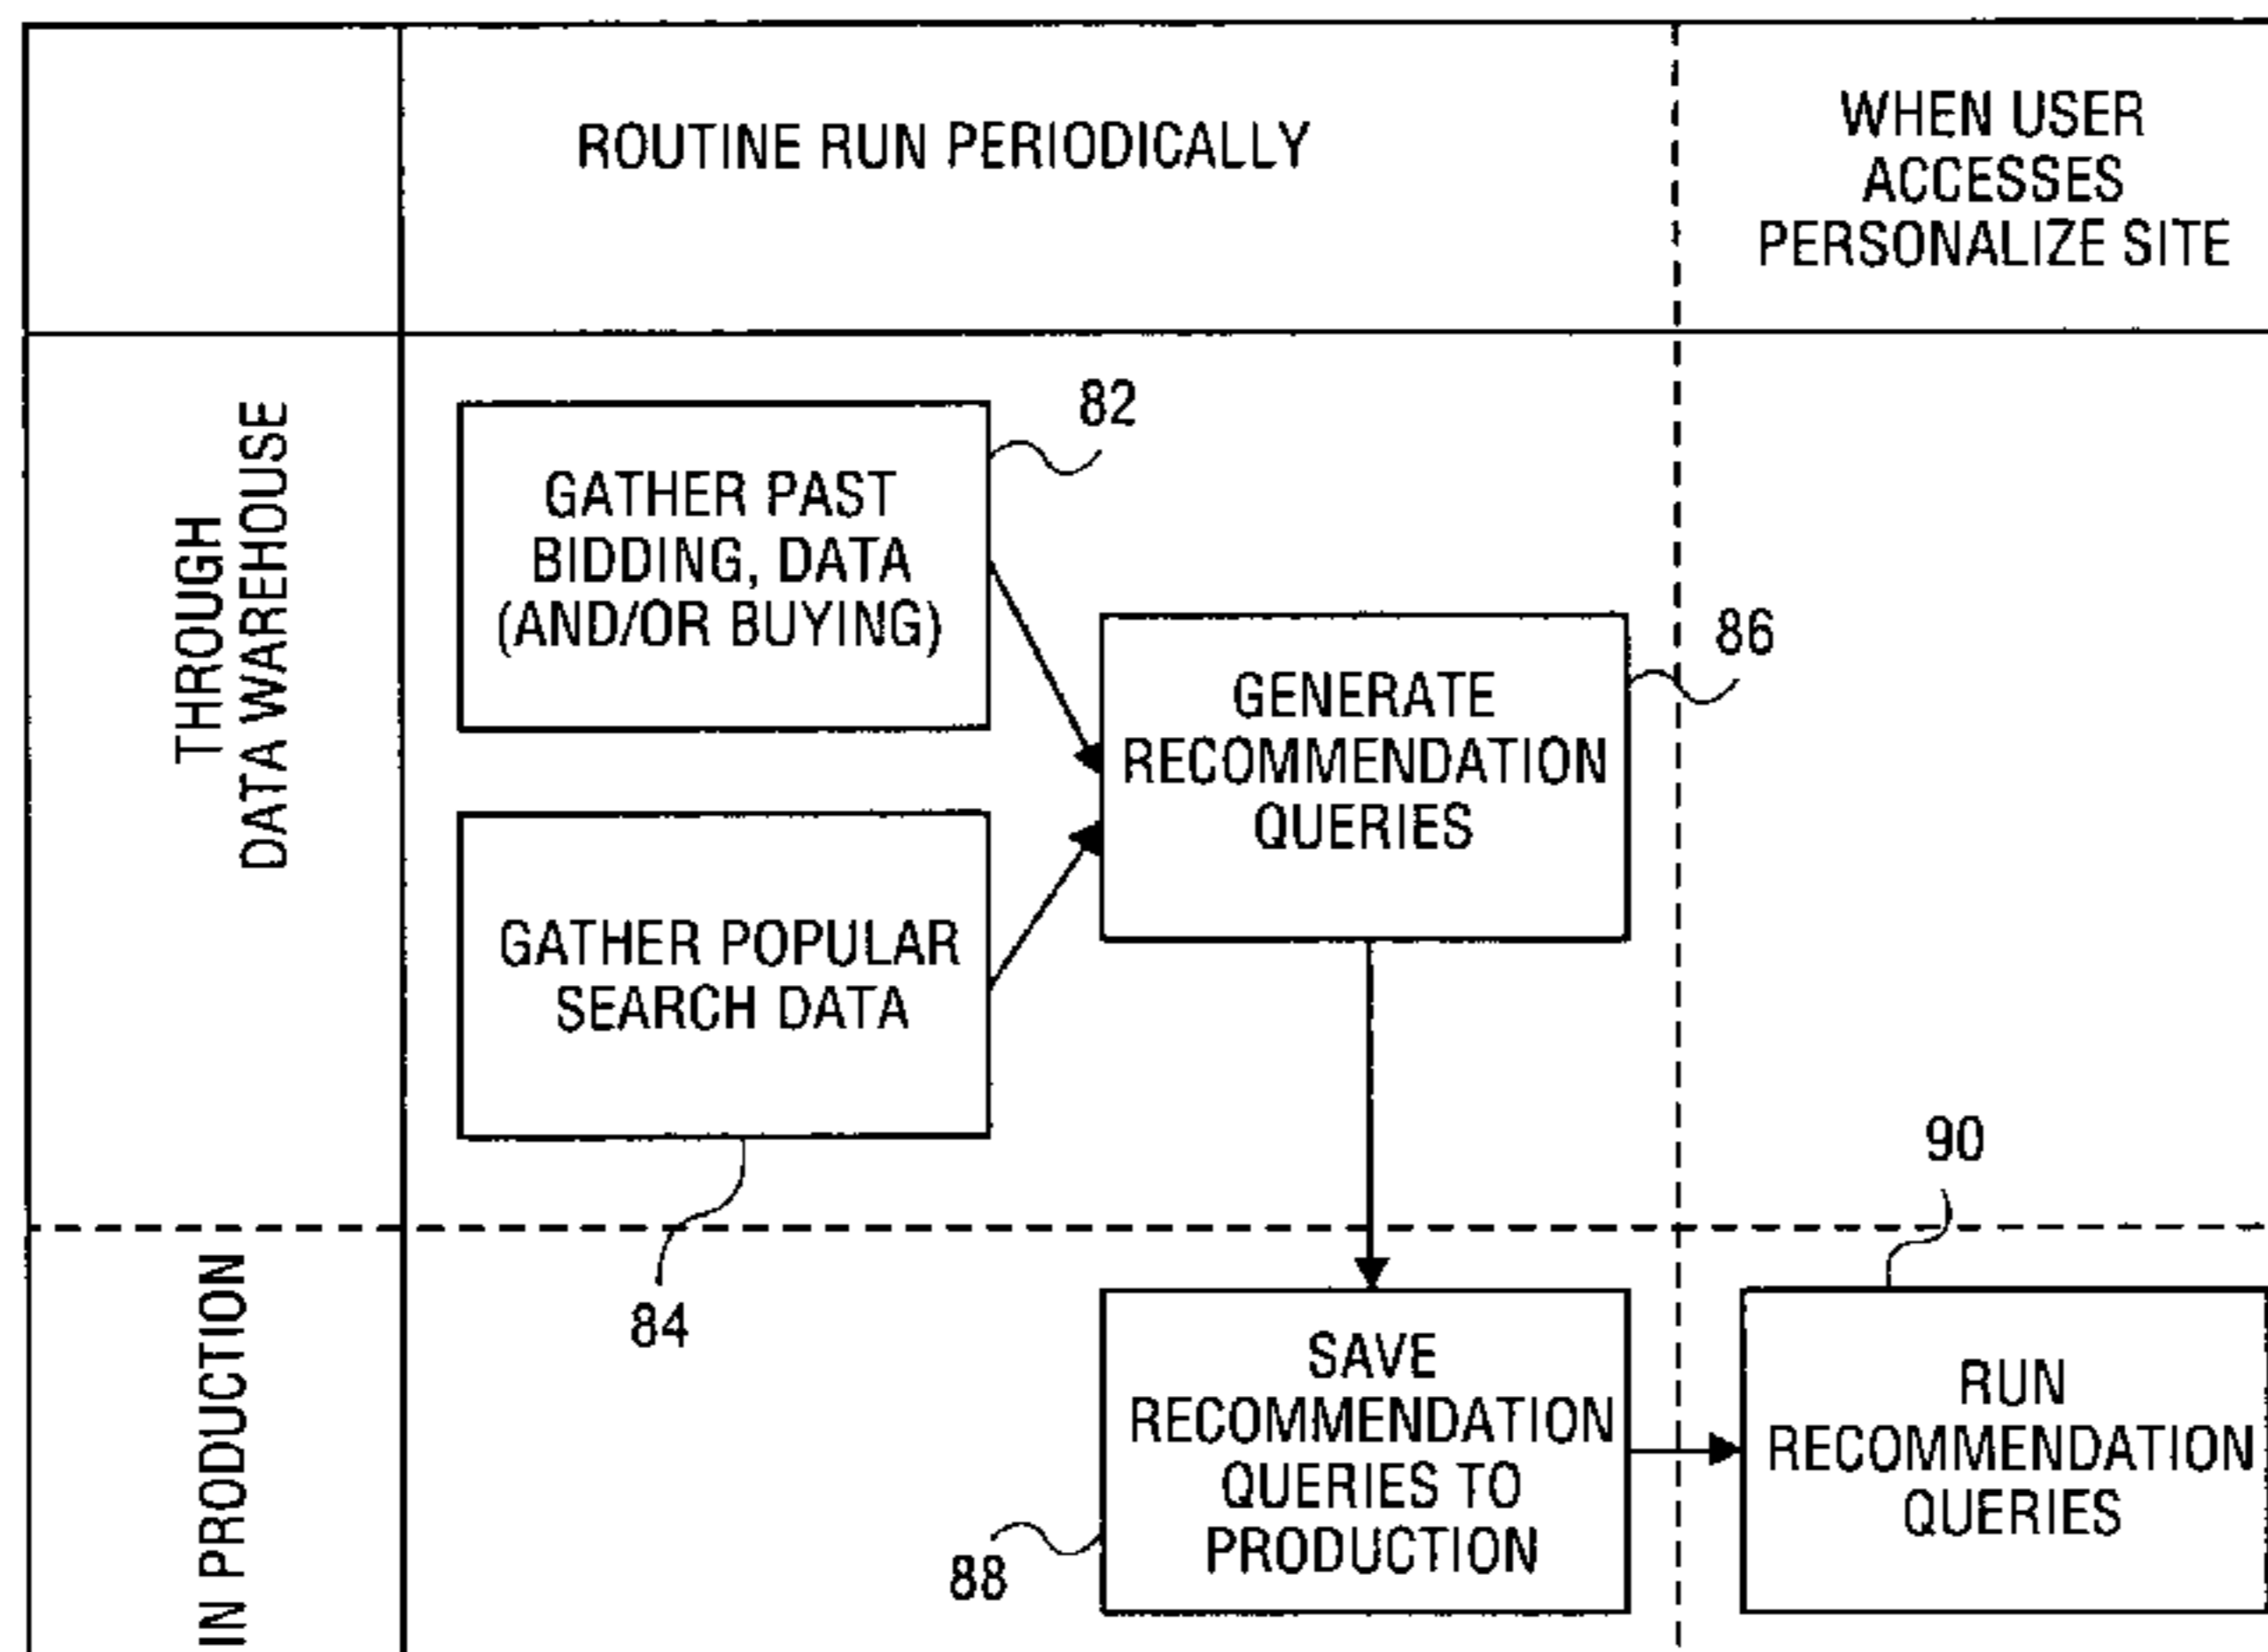 ROUTINE RUN PERIODICALLY
WHEN USER
ACCESSES
PERSONALIZE SITE
THROUGH
DATA WAREHOUSE
82
GATHER PAST
BIDDING, DATA
(AND/OR BUYING)
86
GENERATE
RECOMMENDATION
QUERIES
GATHER POPULAR
SEARCH DATA
84
90
IN PRODUCTION
SAVE
RECOMMENDATION
QUERIES TO
PRODUCTION
88
RUN
RECOMMENDATION
QUERIES